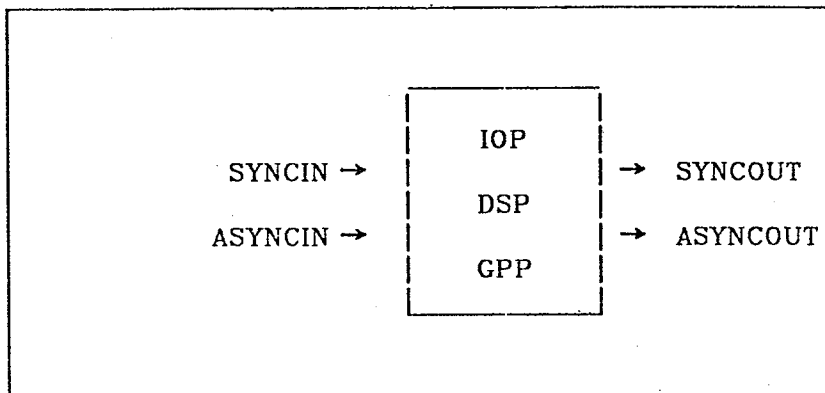 IOP
SYNCIN → → SYNCOUT
DSP
ASYNCIN → → ASYNCOUT
GPP